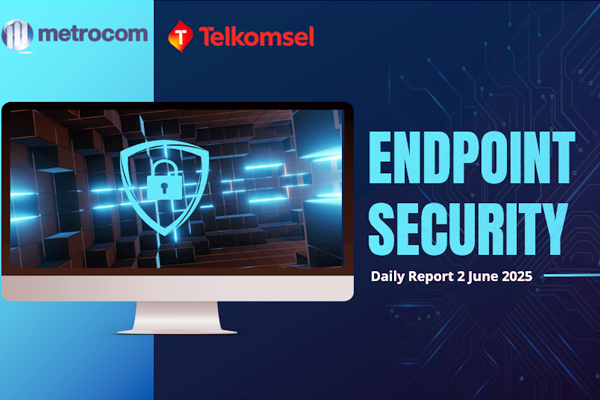 metrocom
Telkomsel
ENDPOINT
SECURITY
Daily Report 2 June 2025